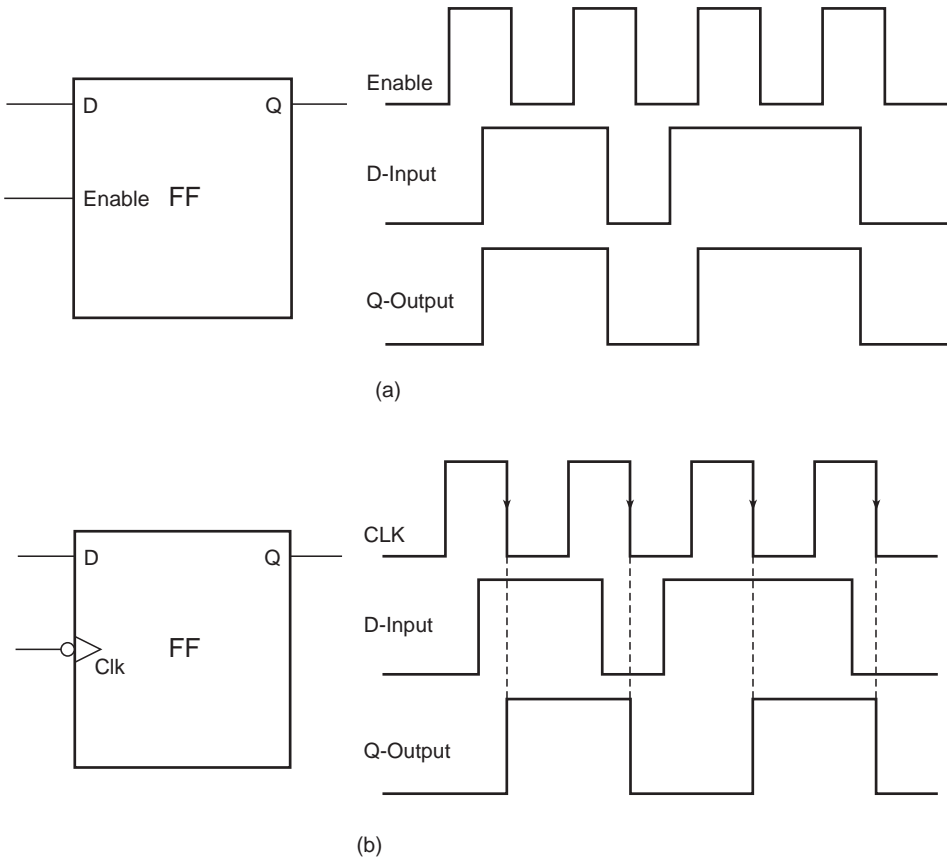 D
Q
Enable FF
Enable
D-Input
Q-Output
(a)
D
Q
FF
Clk
CLK
D-Input
Q-Output
(b)